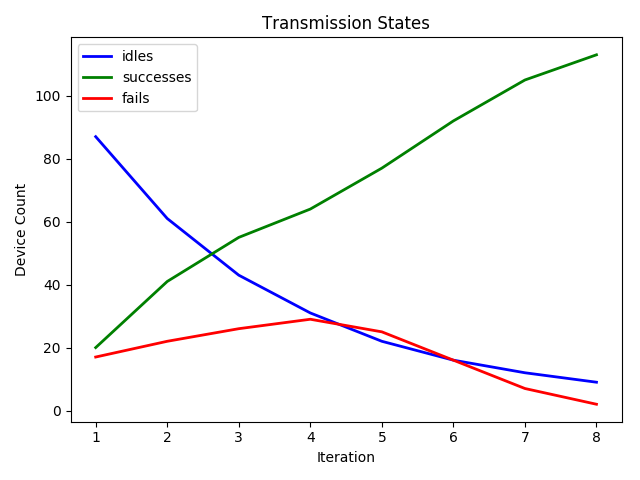 Transmission States
idles
successes
fails
Device Count
100
80
60
40
20
0
1 2 3 4 5 6 7 8
Iteration